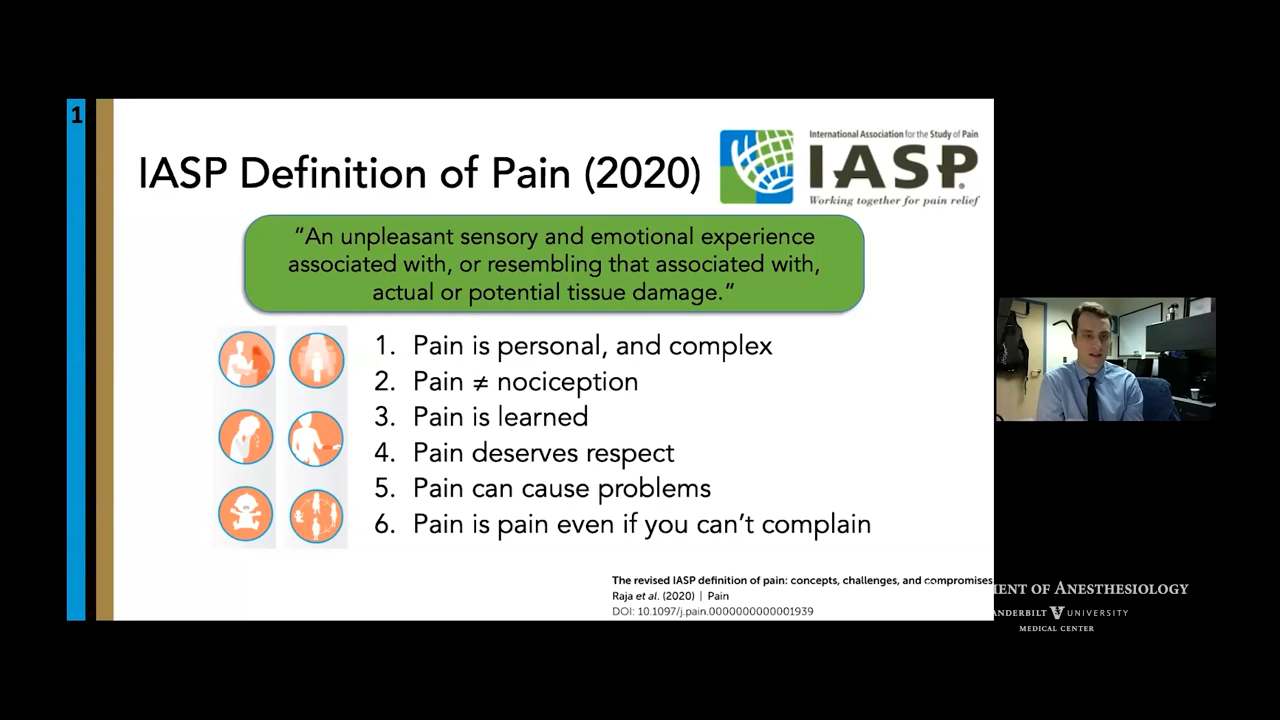 1
IASP Definition of Pain (2020)
International Association for the Study of Pain
IASP
Working together for pain relief
“An unpleasant sensory and emotional experience
associated with, or resembling that associated with,
actual or potential tissue damage.”
1. Pain is personal, and complex
2. Pain ≠ nociception
3. Pain is learned
4. Pain deserves respect
5. Pain can cause problems
6. Pain is pain even if you can’t complain
The revised IASP definition of pain: concepts, challenges, and compromises
Raja et al. (2020) | Pain
DOI: 10.1097/j.pain.0000000000001939
ENT OF ANESTHESIOLOGY
ANDERBILT V UNIVERSITY
MEDICAL CENTER